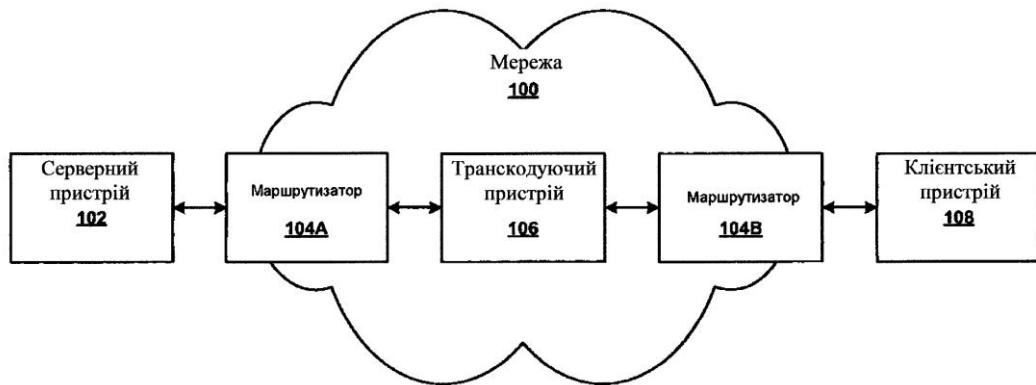 Мережа
100
Серверний
пристрій
102
Маршрутизатор
104A
Транскодуючий
пристрій
106
Маршрутизатор
104B
Клієнтський
пристрій
108